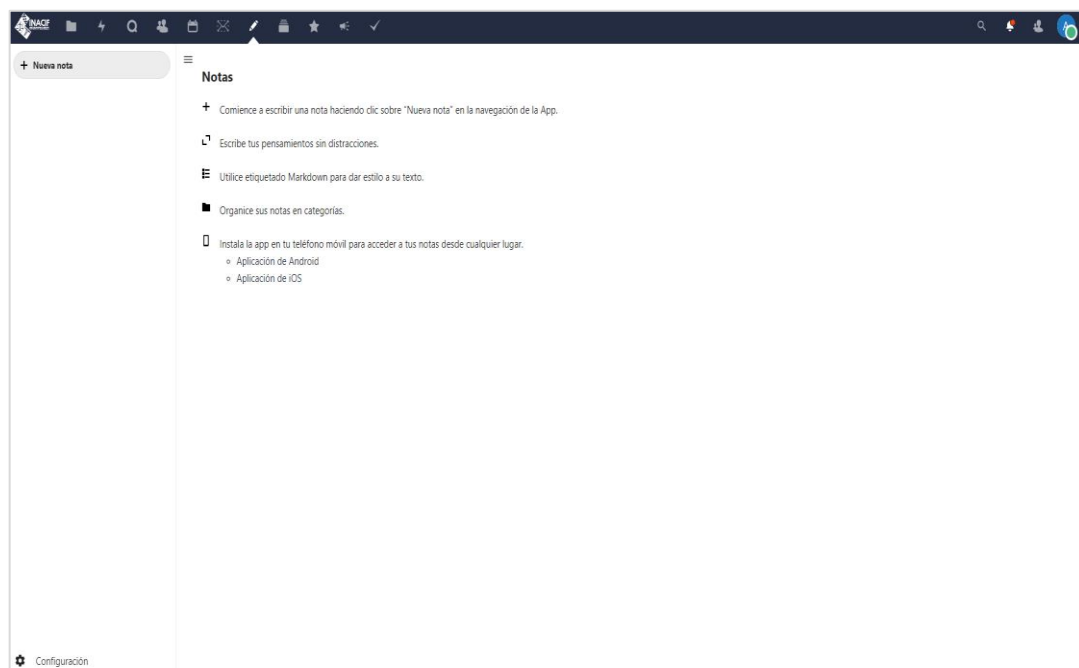 INACIF
Nueva nota
Notas
Comience a escribir una nota haciendo clic sobre "Nueva nota" en la navegación de la App.
Escribe tus pensamientos sin distracciones.
Utilice etiquetado Markdown para dar estilo a su texto.
Organice sus notas en categorías.
Instala la app en tu teléfono móvil para acceder a tus notas desde cualquier lugar.
Aplicación de Android
Aplicación de iOS
Configuración